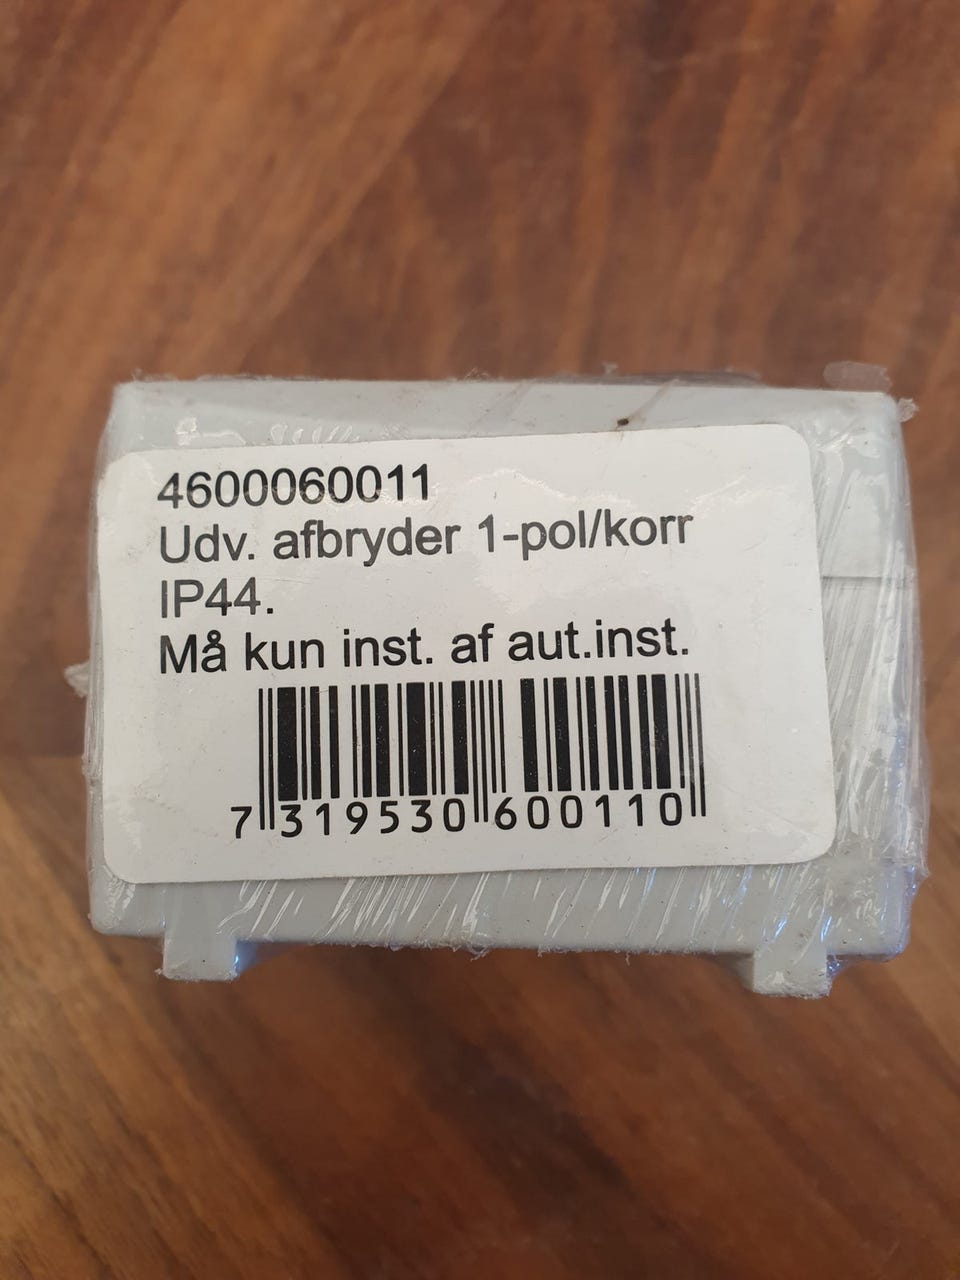 4600060011
Udv. afbryder 1-pol/korr
IP44.
Må kun inst. af aut.inst.
7 319530 600110